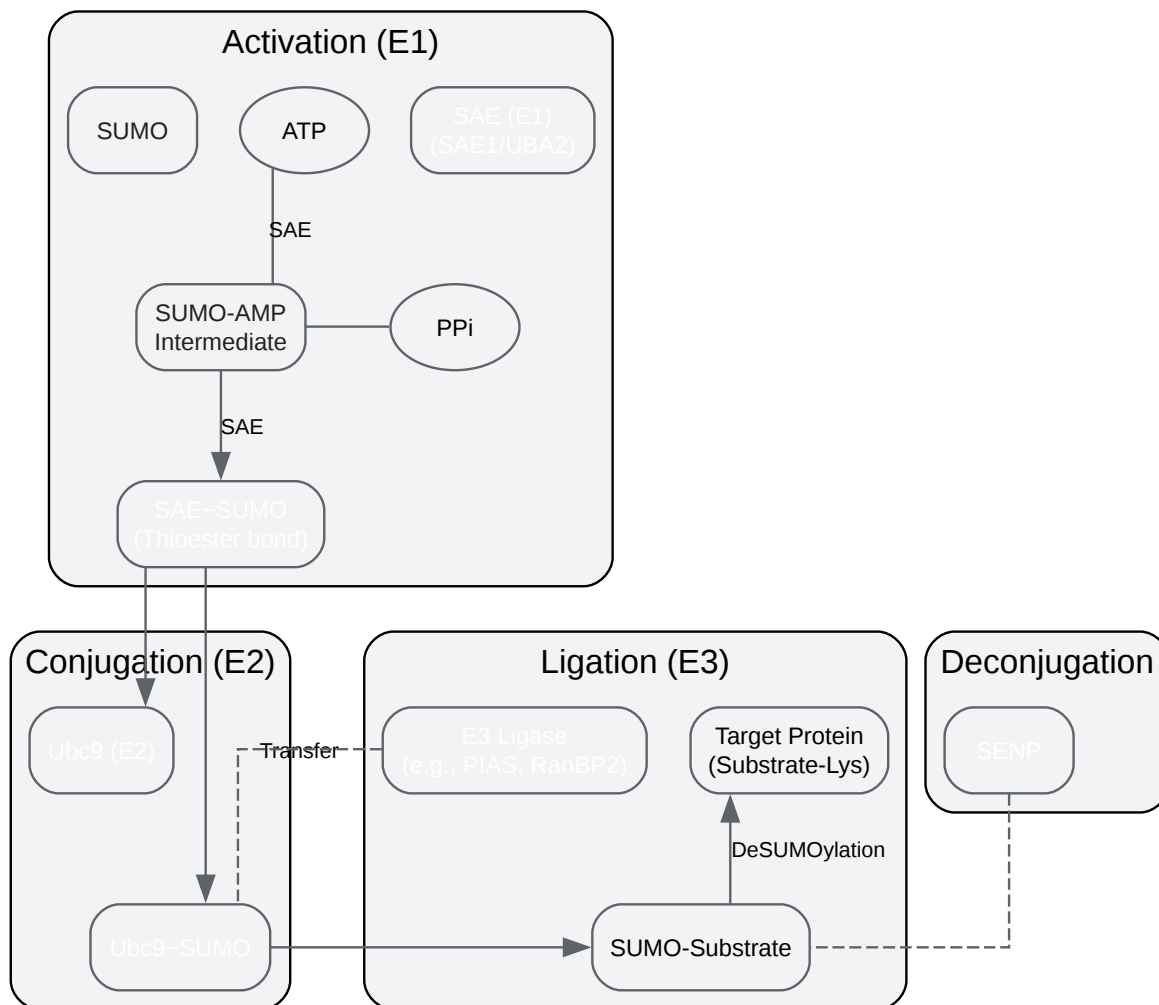 Activation (E1)
SUMO
ATP
SAE (E1)
(SAE1/UBA2)
SAE
SUMO-AMP
Intermediate
PPi
SAE
SAE~SUMO
(Thioester bond)
Conjugation (E2)
Ligation (E3)
Deconjugation
Ubc9 (E2)
Transfer
E3 Ligase
(e.g., PIAS, RanBP2)
Target Protein
(Substrate-Lys)
SENP
DeSUMOylation
Ubc9~SUMO
SUMO-Substrate